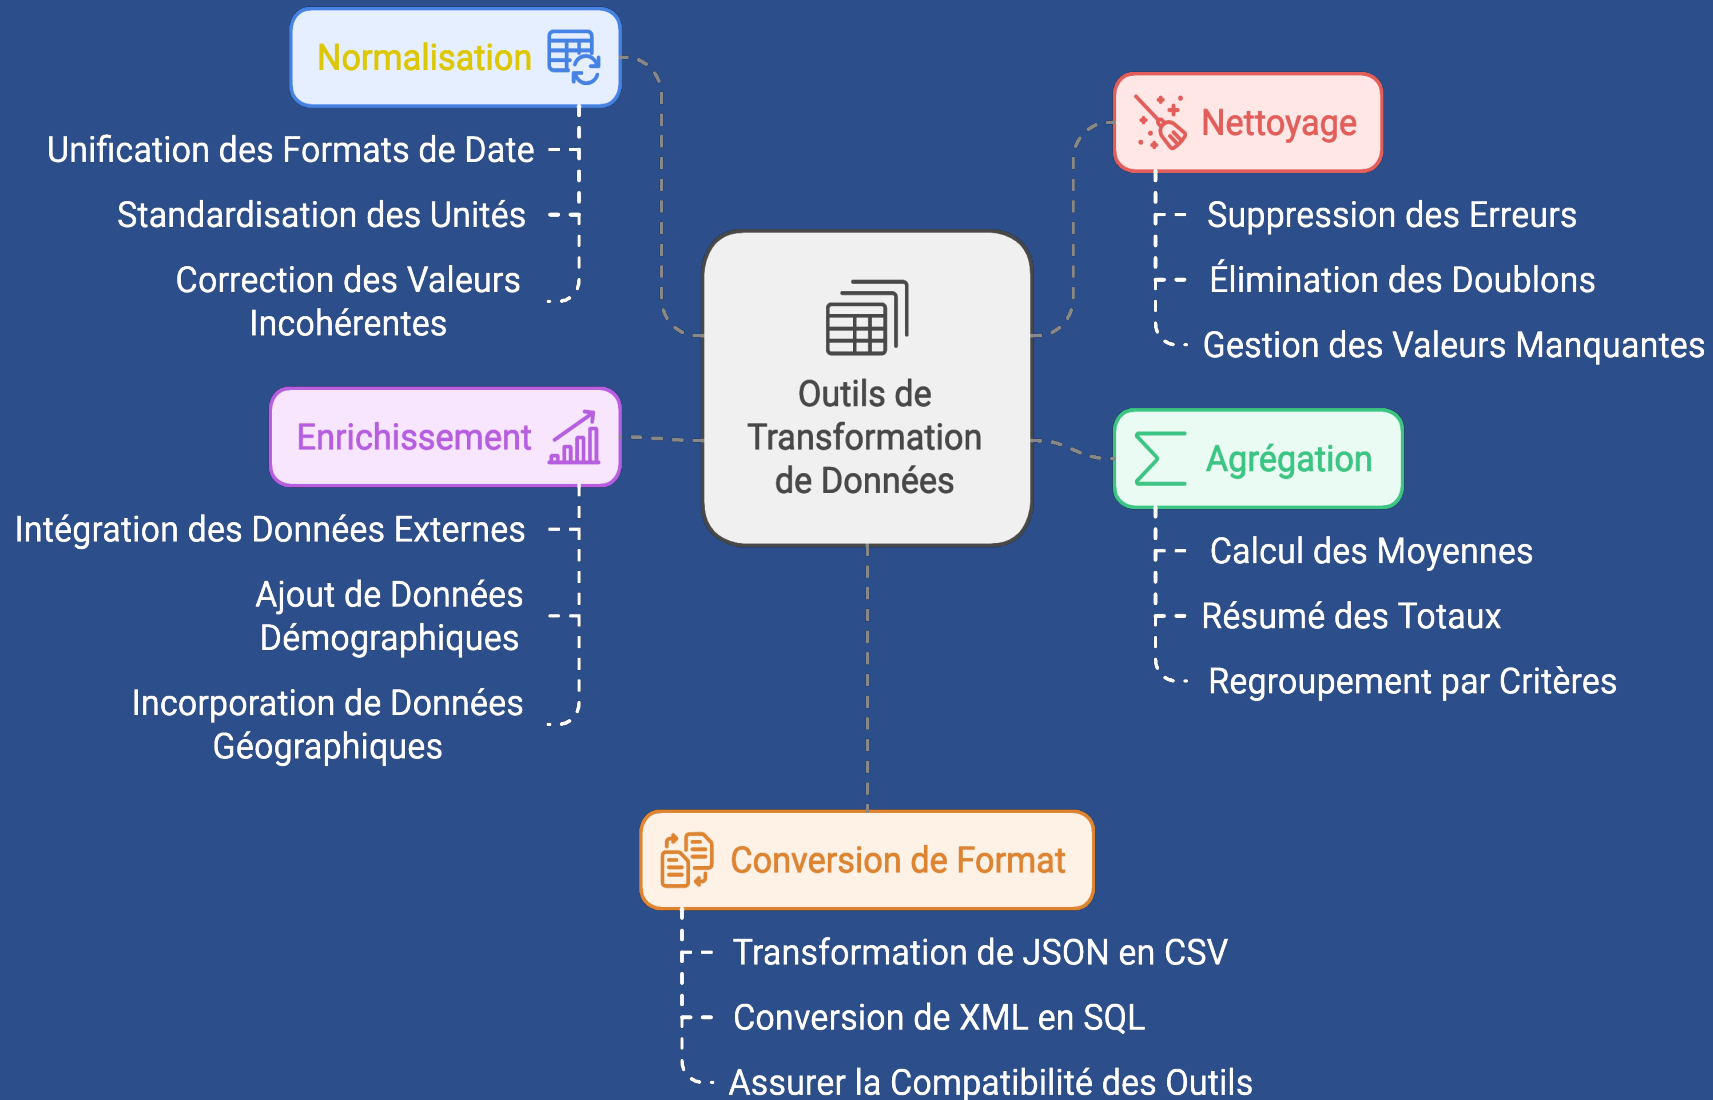 Normalisation
Unification des Formats de Date
Standardisation des Unités
Correction des Valeurs
Incohérentes
Enrichissement
Intégration des Données Externes
Ajout de Données
Démographiques
Incorporation de Données
Géographiques
Outils de
Transformation
de Données
Nettoyage
Suppression des Erreurs
Élimination des Doublons
Gestion des Valeurs Manquantes
Agrégation
Calcul des Moyennes
Résumé des Totaux
Regroupement par Critères
Conversion de Format
Transformation de JSON en CSV
Conversion de XML en SQL
Assurer la Compatibilité des Outils